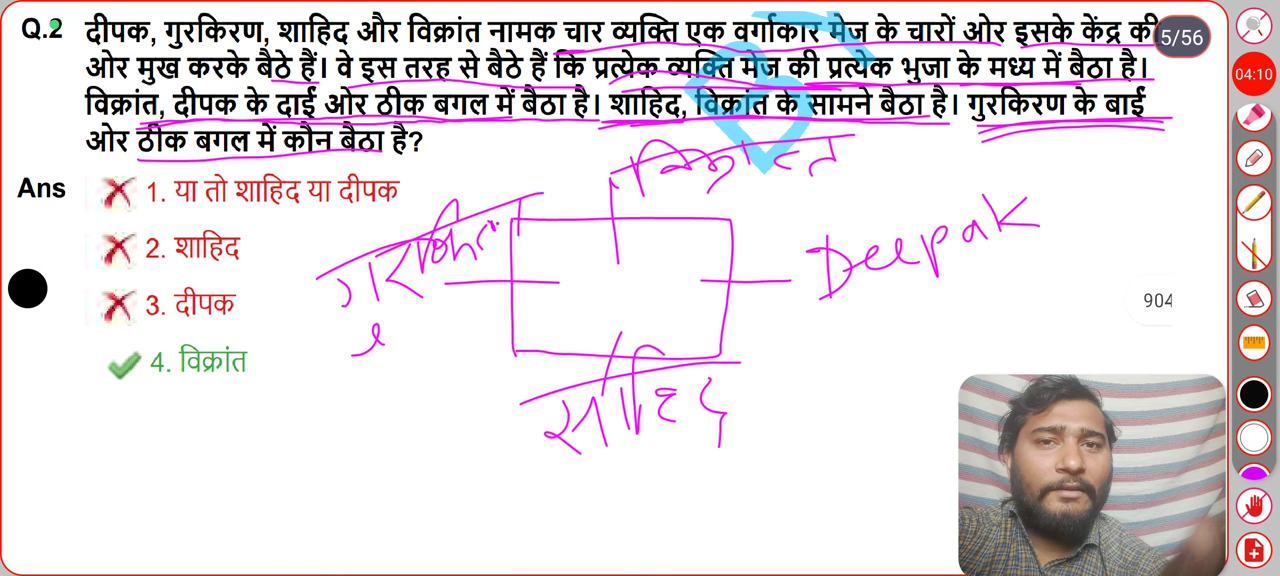 Q.2 दीपक, गुरकिरण, शाहिद और विक्रांत नामक चार व्यक्ति एक वर्गाकार मेज के चारों ओर इसके केंद्र की
ओर मुख करके बैठे हैं। वे इस तरह से बैठे हैं कि प्रत्येक व्यक्ति मेज की प्रत्येक भुजा के मध्य में बैठा है।
विक्रांत, दीपक के दाईं ओर ठीक बगल में बैठा है। शाहिद, विक्रांत के सामने बैठा है। गुरकिरण के बाईं
ओर ठीक बगल में कौन बैठा है?
5/56
04:10
Ans
1. या तो शाहिद या दीपक
2. शाहिद
3. दीपक
4. विक्रांत
विक्रांत
Deepak
साहिद
904